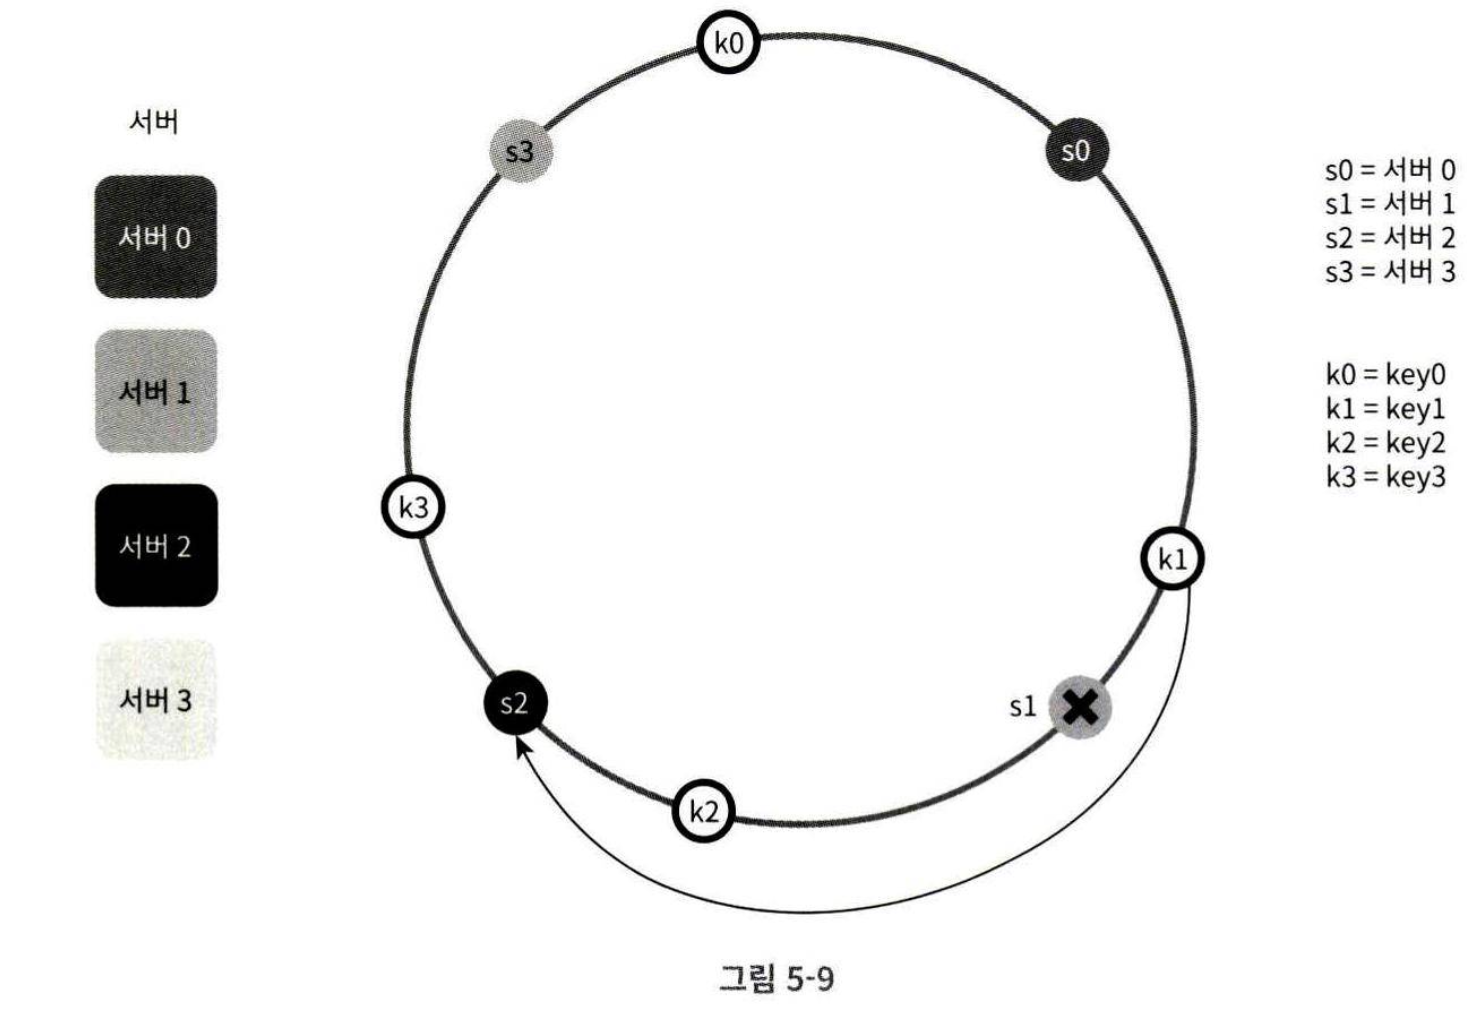 서버
서버 0
서버 1
서버 2
서버 3
k0
s3
s0
k3
k1
s2
s1
k2
s0 = 서버 0
s1 = 서버 1
s2 = 서버 2
s3 = 서버 3
k0 = key0
k1 = key1
k2 = key2
k3 = key3
그림 5-9